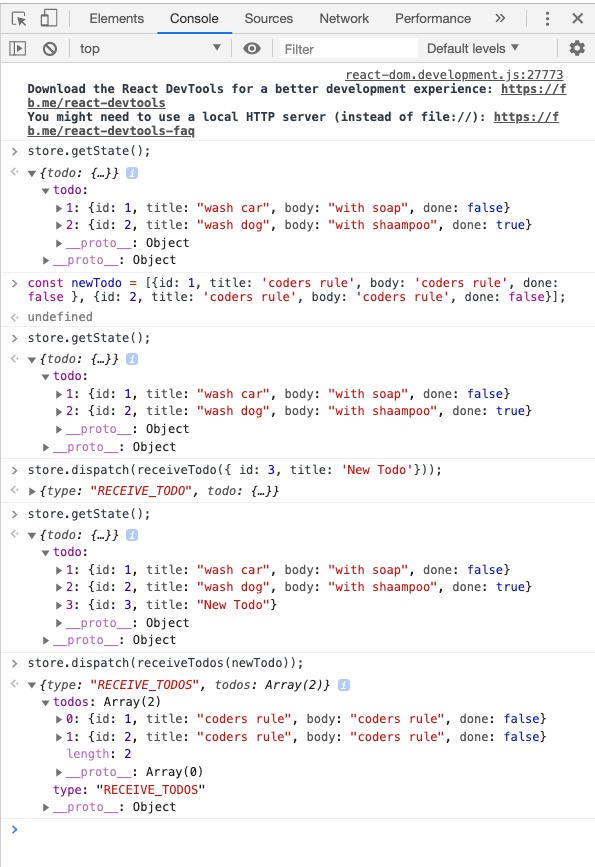 Elements Console Sources Network Performance »
top Filter Default levels
react-dom.development.js:27773
Download the React DevTools for a better development experience: https://f
b.me/react-devtools
You might need to use a local HTTP server (instead of file://): https://f
b.me/react-devtools-faq
> store.getState();
{todo: {…}} i
todo:
1: {id: 1, title: "wash car", body: "with soap", done: false}
2: {id: 2, title: "wash dog", body: "with shaampoo", done: true}
__proto__: Object
__proto__: Object
> const newTodo = [{id: 1, title: 'coders rule', body: 'coders rule', done:
false }, {id: 2, title: 'coders rule', body: 'coders rule', done: false}];
undefined
> store.getState();
{todo: {…}} i
todo:
1: {id: 1, title: "wash car", body: "with soap", done: false}
2: {id: 2, title: "wash dog", body: "with shaampoo", done: true}
__proto__: Object
__proto__: Object
> store.dispatch(receiveTodo({ id: 3, title: 'New Todo'}));
{type: "RECEIVE_TODO", todo: {…}}
> store.getState();
{todo: {…}} i
todo:
1: {id: 1, title: "wash car", body: "with soap", done: false}
2: {id: 2, title: "wash dog", body: "with shaampoo", done: true}
3: {id: 3, title: "New Todo"}
__proto__: Object
__proto__: Object
> store.dispatch(receiveTodos(newTodo));
{type: "RECEIVE_TODOS", todos: Array(2)} i
todos: Array(2)
0: {id: 1, title: "coders rule", body: "coders rule", done: false}
1: {id: 2, title: "coders rule", body: "coders rule", done: false}
length: 2
__proto__: Array(0)
type: "RECEIVE_TODOS"
__proto__: Object
>